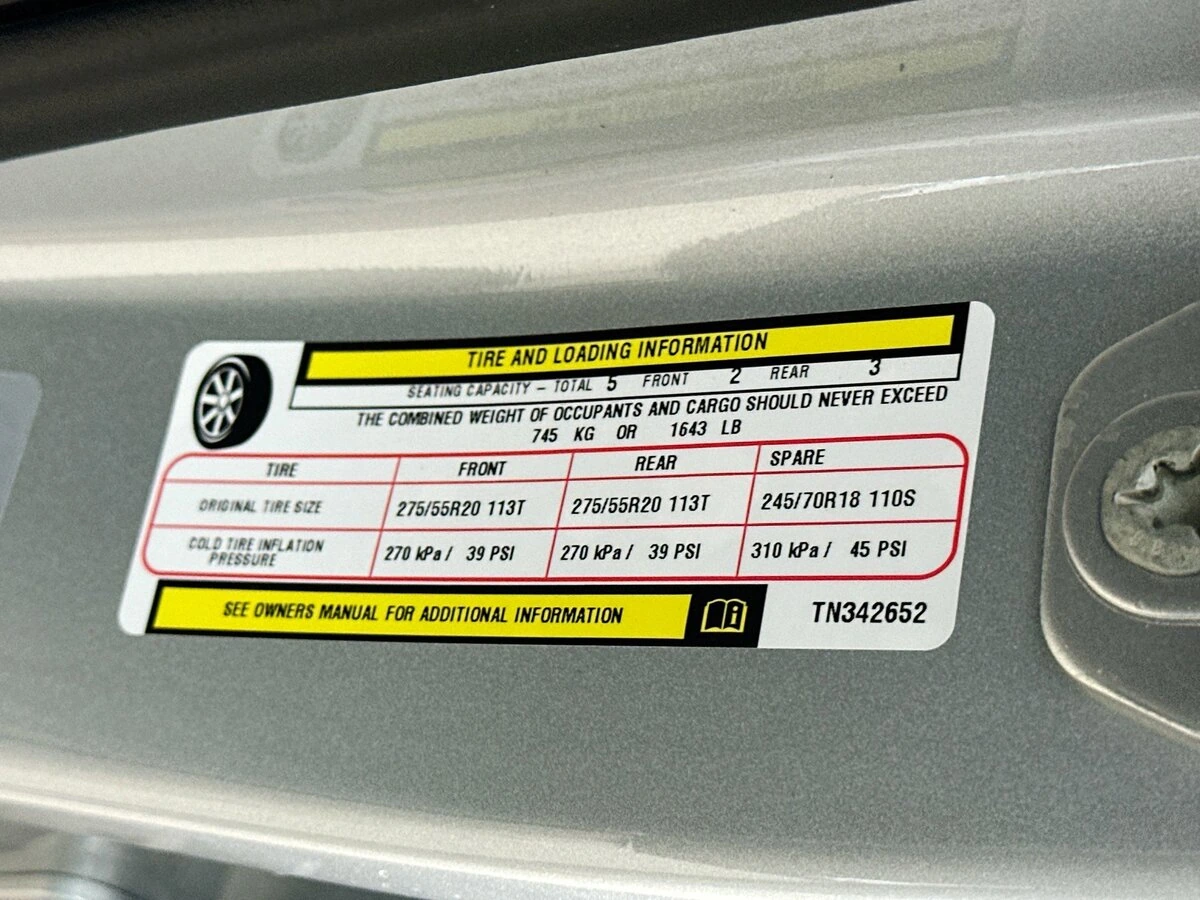 TIRE AND LOADING INFORMATION
SEATING CAPACITY – TOTAL 5 FRONT 2 REAR 3
THE COMBINED WEIGHT OF OCCUPANTS AND CARGO SHOULD NEVER EXCEED
745 KG OR 1643 LB
TIRE FRONT REAR SPARE
ORIGINAL TIRE SIZE 275/55R20 113T 275/55R20 113T 245/70R18 110S
COLD TIRE INFLATION
PRESSURE 270 kPa / 39 PSI 270 kPa / 39 PSI 310 kPa / 45 PSI
SEE OWNERS MANUAL FOR ADDITIONAL INFORMATION
TN342652